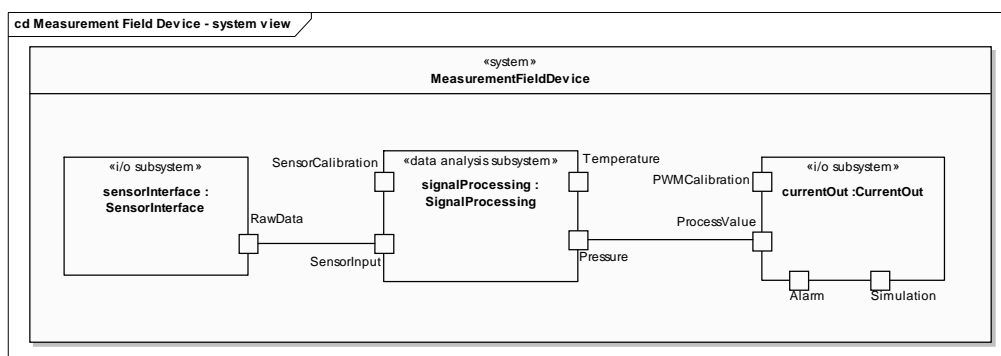 cd Measurement Field Device - system view
«system»
MeasurementFieldDevice
«i/o subsystem»
sensorInterface :
SensorInterface
RawData
SensorCalibration
SensorInput
«data analysis subsystem»
signalProcessing :
SignalProcessing
Temperature
Pressure
PWMCalibration
ProcessValue
«i/o subsystem»
currentOut :CurrentOut
Alarm
Simulation